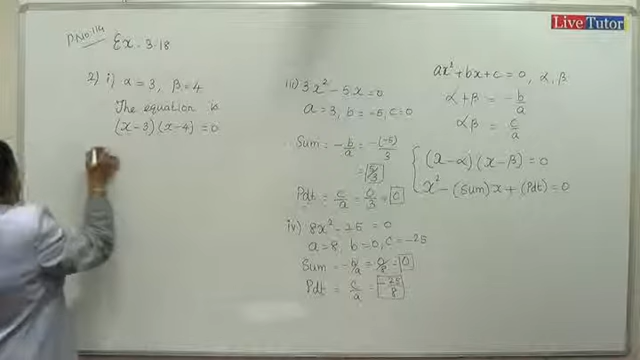 P.No:114
Ex - 3.18
2) i) α = 3, β = 4
The equation is
(x-3) (x-4) = 0
iii) 3x² - 5x = 0
a = 3, b = -5, c = 0
Sum = -b/a = -(-5)/3
= 5/3
Pdt = c/a = 0/3 = 0
iv) 8x² - 25 = 0
a = 8, b = 0, c = -25
Sum = -b/a = 0/8 = 0
Pdt = c/a = -25/8
Live Tutor
ax² + bx + c = 0, α, β
α + β = -b/a
αβ = c/a
(x-α) (x-β) = 0
x² - (Sum) x + (Pdt) = 0